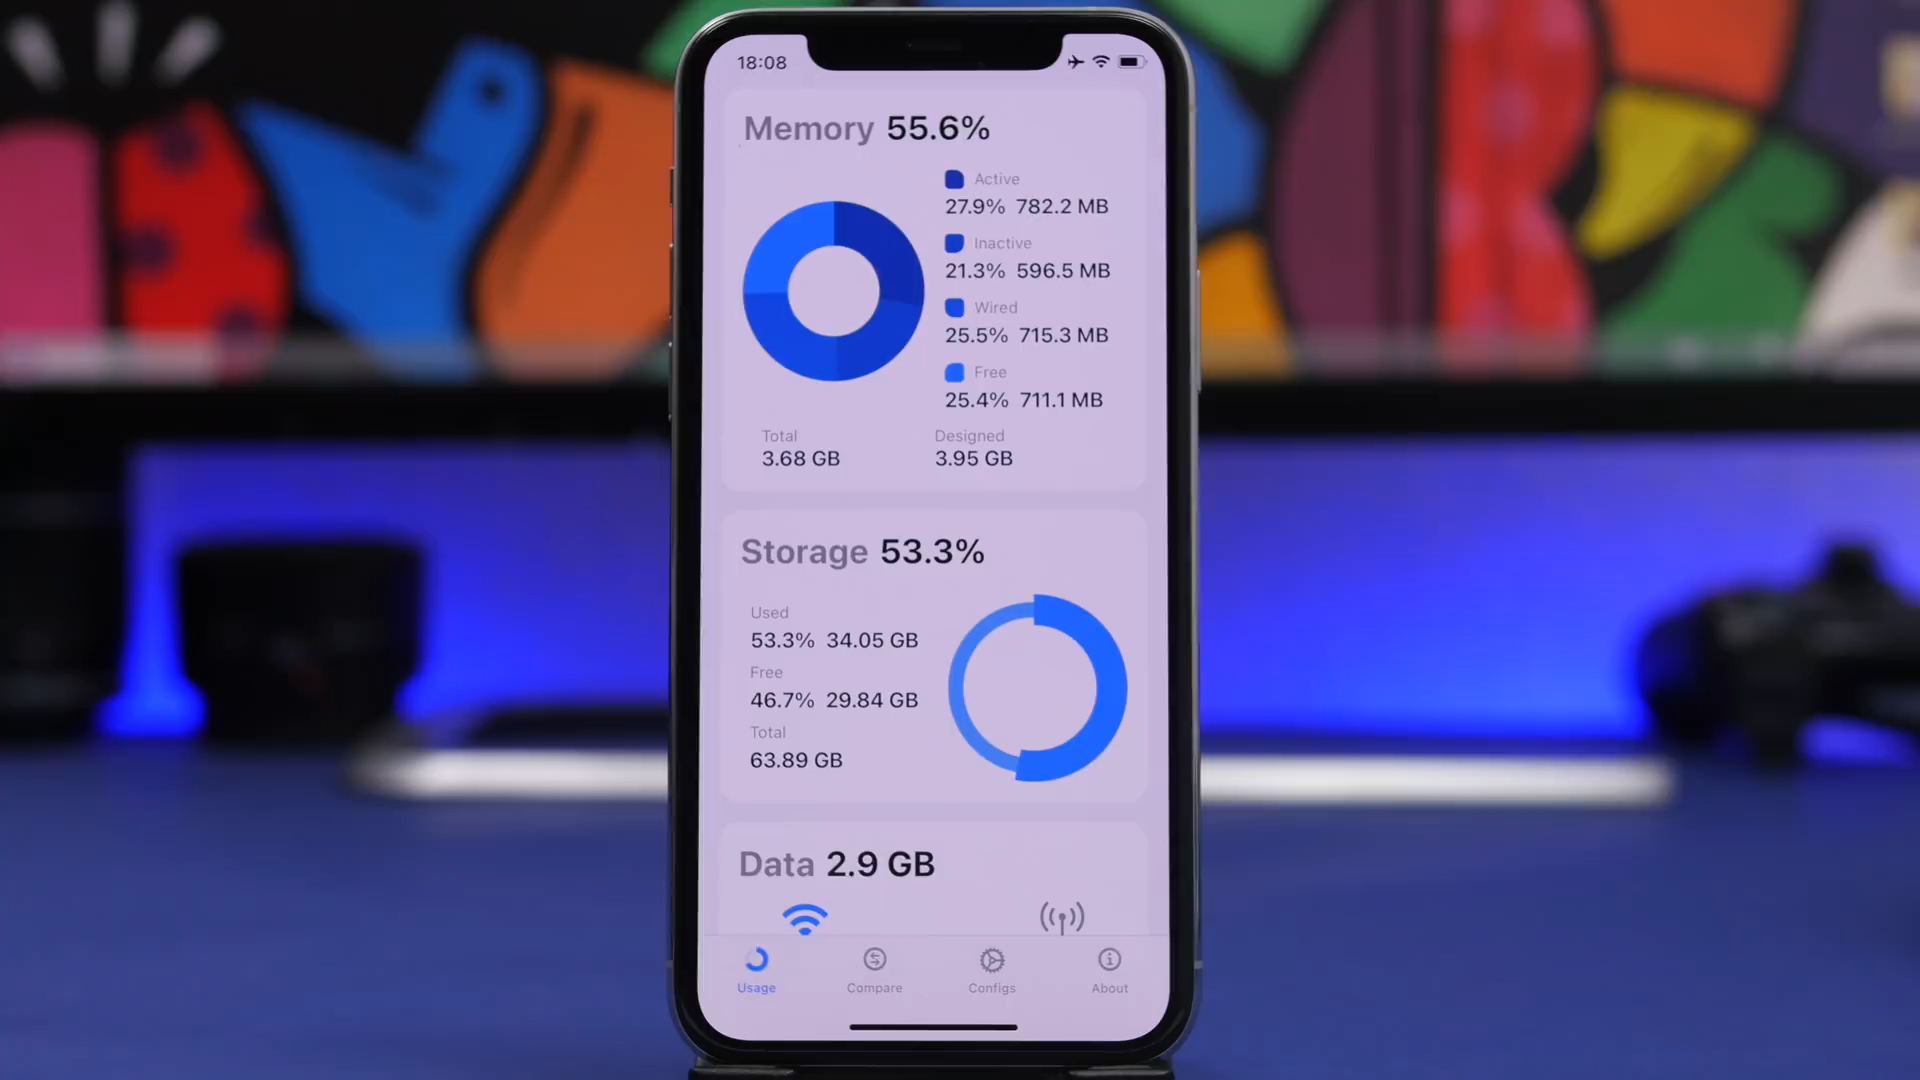 18:08
Memory 55.6%
Active
27.9% 782.2 MB
Inactive
21.3% 596.5 MB
Wired
25.5% 715.3 MB
Free
25.4% 711.1 MB
Total
3.68 GB
Designed
3.95 GB
Storage 53.3%
Used
53.3% 34.05 GB
Free
46.7% 29.84 GB
Total
63.89 GB
Data 2.9 GB
Usage
Compare
Configs
About